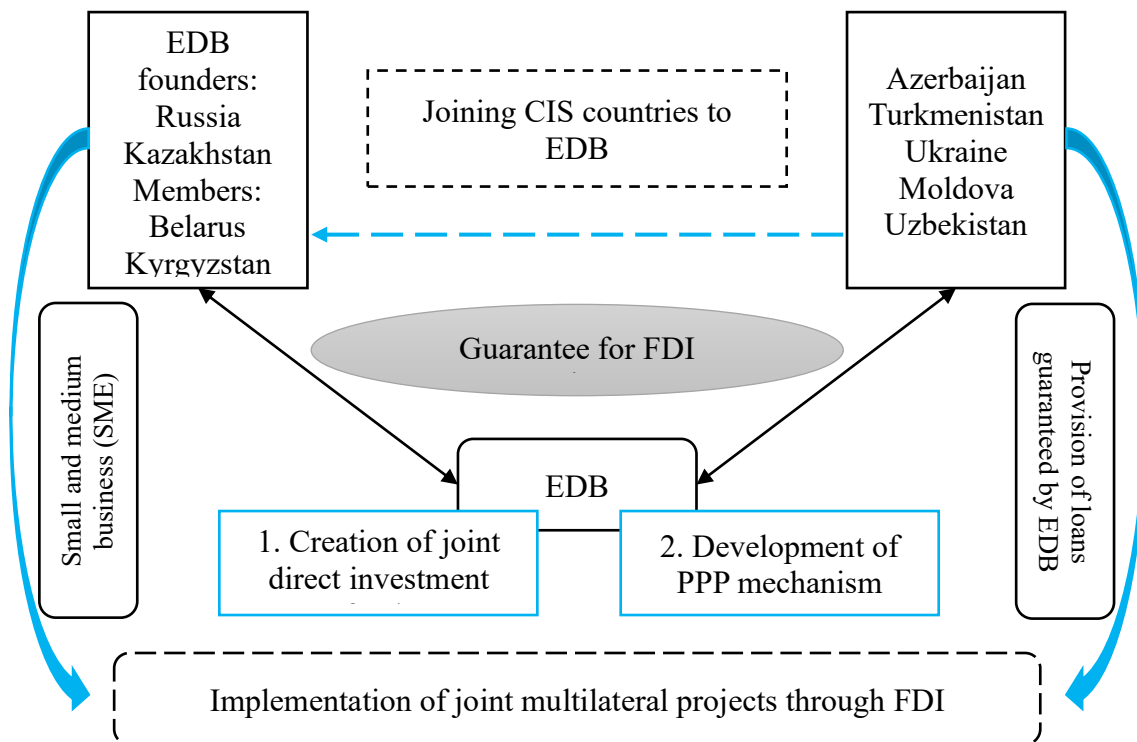 EDB
founders:
Russia
Kazakhstan
Members:
Belarus
Kyrgyzstan
Joining CIS countries to
EDB
Azerbaijan
Turkmenistan
Ukraine
Moldova
Uzbekistan
Guarantee for FDI
Small and medium
business (SME)
Provision of loans
guaranteed by EDB
EDB
1. Creation of joint
direct investment
2. Development of
PPP mechanism
Implementation of joint multilateral projects through FDI